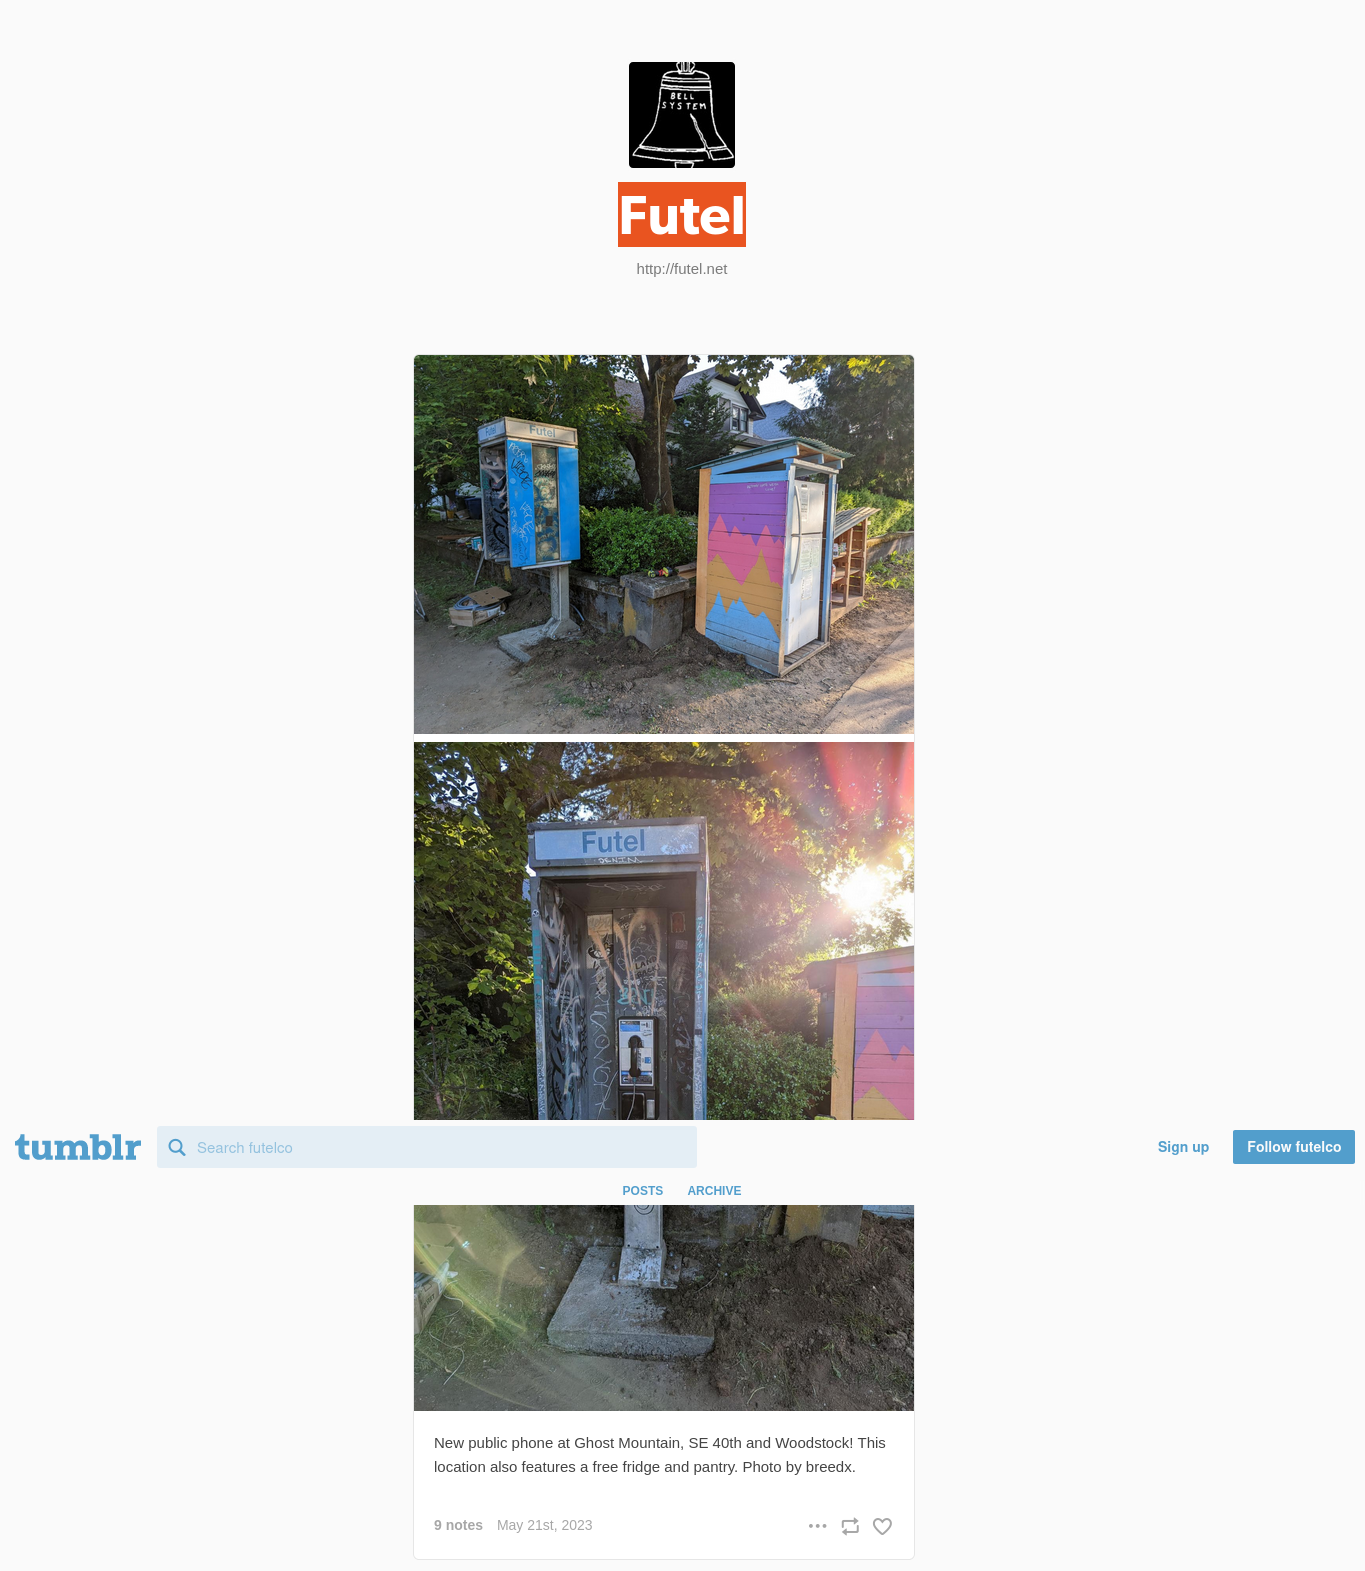 BELL
SYSTEM
Futel
http://futel.net
Futel
Futel
Futel
tumblr
Search futelco
Sign up
Follow futelco
POSTS
ARCHIVE
New public phone at Ghost Mountain, SE 40th and Woodstock! This
location also features a free fridge and pantry. Photo by breedx.
9 notes
May 21st, 2023